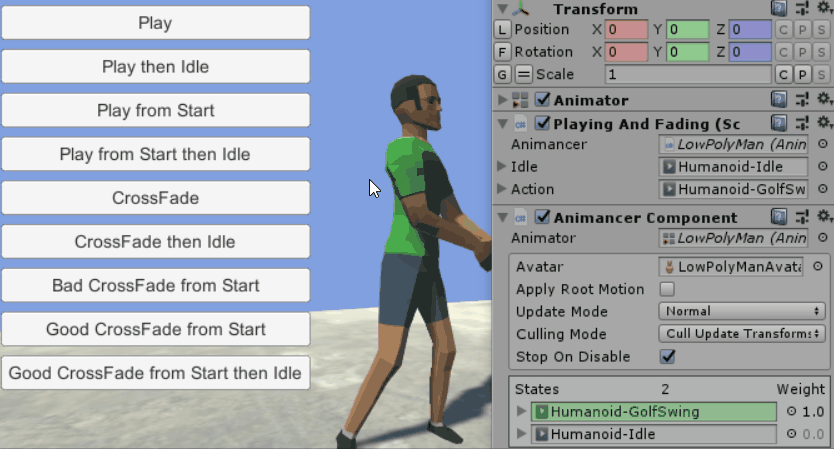 Play
Play then Idle
Play from Start
Play from Start then Idle
CrossFade
CrossFade then Idle
Bad CrossFade from Start
Good CrossFade from Start
Good CrossFade from Start then Idle
Transform
L Position X 0 Y 0 Z 0 C P S
F Rotation X 0 Y 0 Z 0 C P S
G = Scale 1 C P S
Animator
Playing And Fading (Sc
Animancer LowPolyMan (Anin
Idle Humanoid-Idle
Action Humanoid-GolfSw
Animancer Component
Animator LowPolyMan (Anin
Avatar LowPolyManAvata
Apply Root Motion
Update Mode Normal
Culling Mode Cull Update Transforms
Stop On Disable
States 2 Weight
Humanoid-GolfSwing 1.0
Humanoid-Idle 0.0